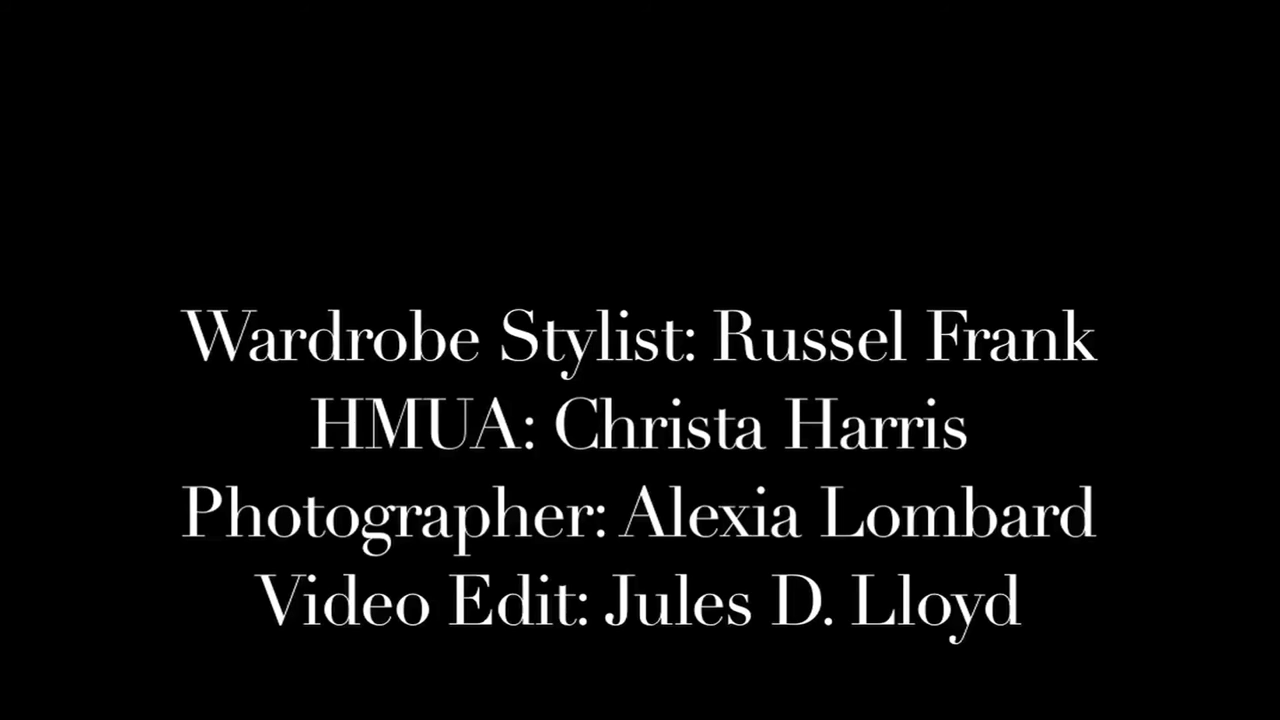 Wardrobe Stylist: Russel Frank
HMUA: Christa Harris
Photographer: Alexia Lombard
Video Edit: Jules D. Lloyd